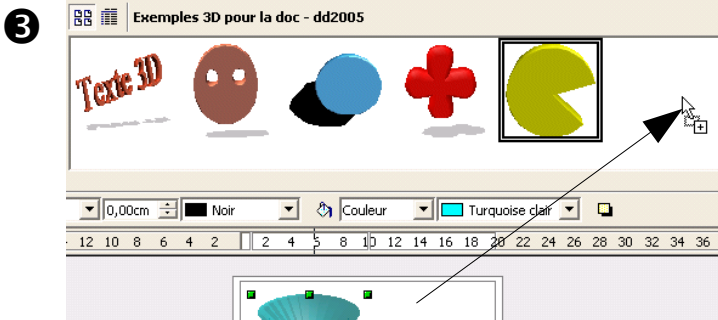 3
Exemples 3D pour la doc - dd2005
Texte 3D
0,00cm Noir Couleur Turquoise clair
12 10 8 6 4 2 2 4 6 8 10 12 14 16 18 20 22 24 26 28 30 32 34 36